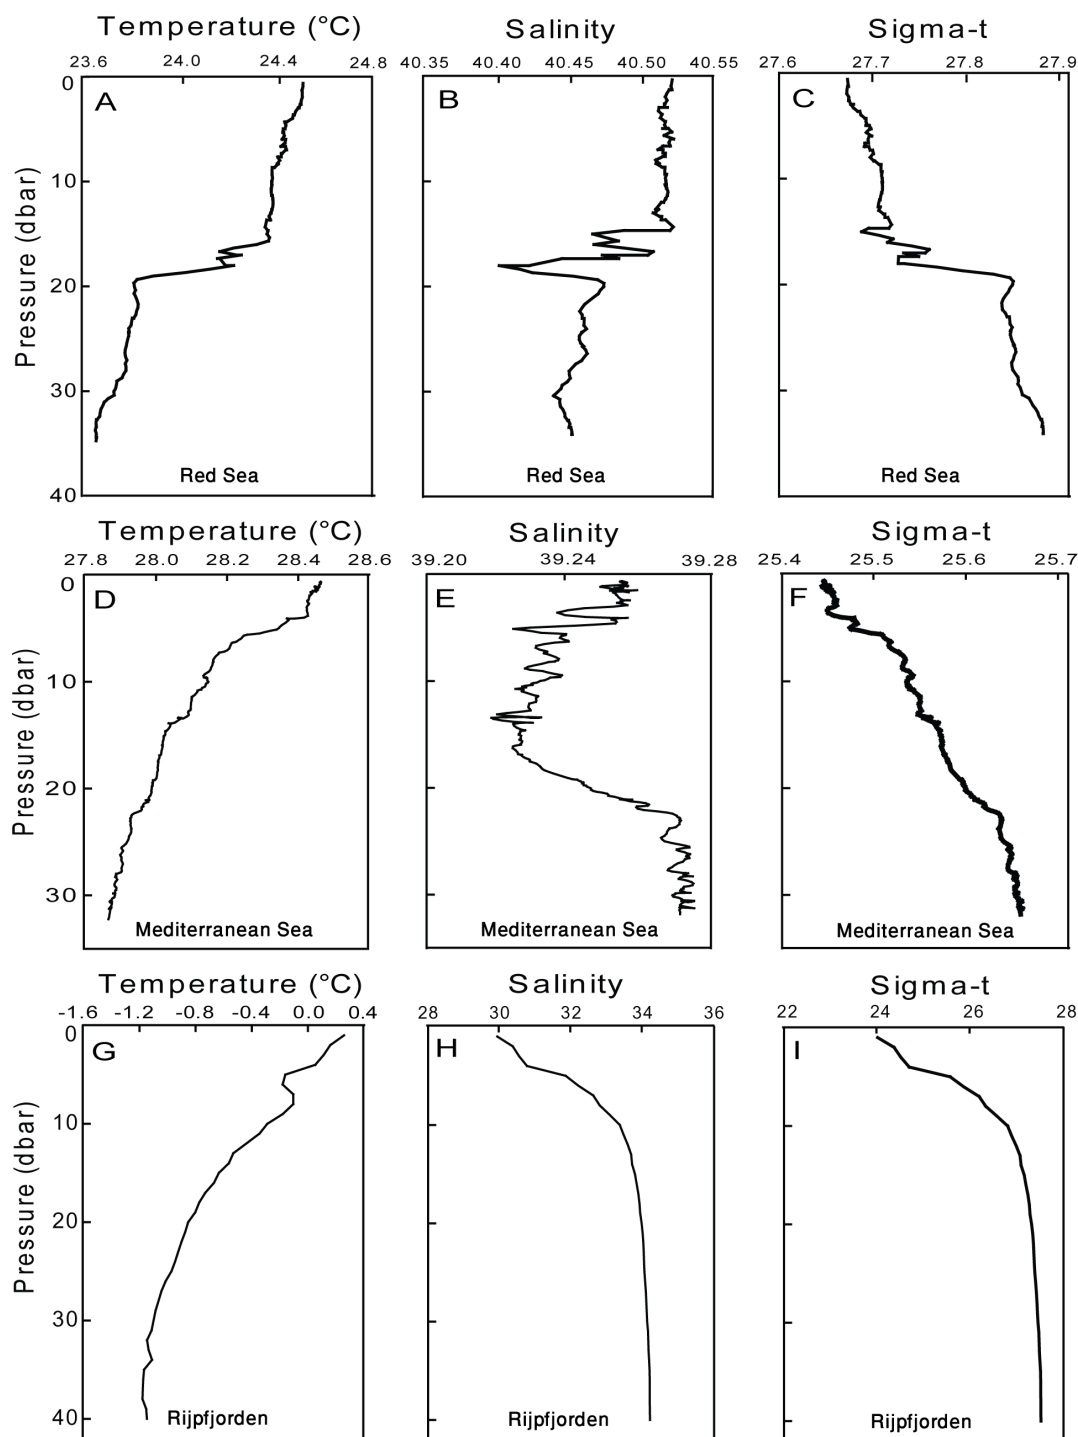 Temperature (°C) Salinity Sigma-t
23.6 24.0 24.4 24.8 40.35 40.40 40.45 40.50 40.55 27.6 27.7 27.8 27.9
0
A B C
10
Pressure (dbar)
20
30
Red Sea Red Sea Red Sea
40
Temperature (°C) Salinity Sigma-t
27.8 28.0 28.2 28.4 28.6 39.20 39.24 39.28 25.4 25.5 25.6 25.7
0
D E F
10
Pressure (dbar)
20
30
Mediterranean Sea Mediterranean Sea Mediterranean Sea
Temperature (°C) Salinity Sigma-t
-1.6 -1.2 -0.8 -0.4 0.0 0.4 28 30 32 34 36 22 24 26 28
0
G H I
10
Pressure (dbar)
20
30
40
Rijpfjorden Rijpfjorden Rijpfjorden